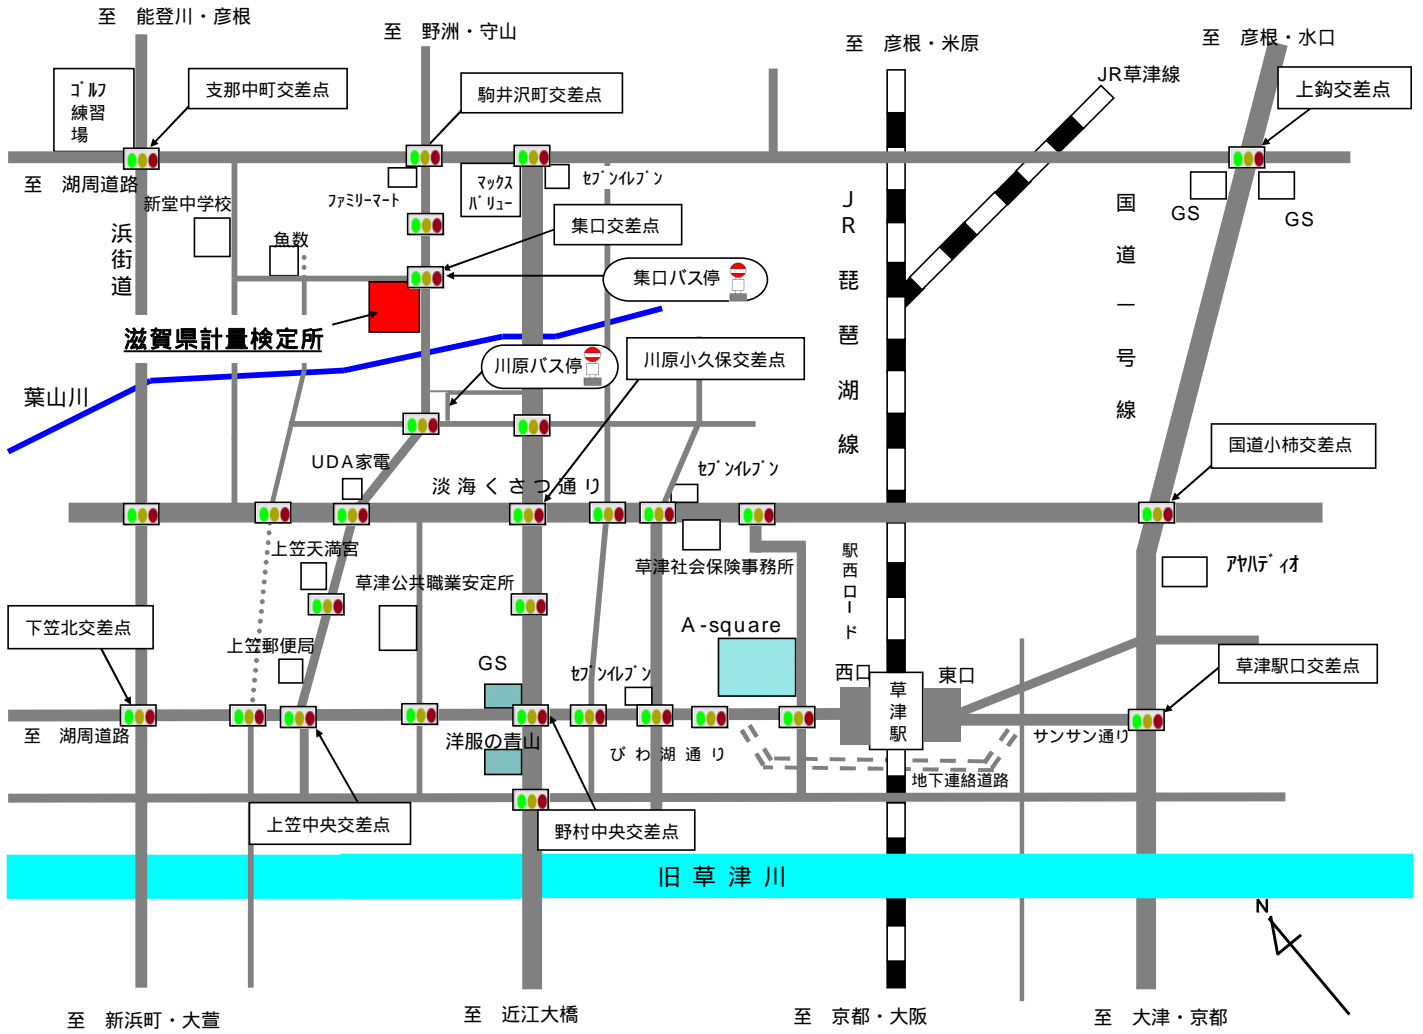 至　能登川・彦根
至　野洲・守山
至　彦根・米原
至　彦根・水口
JR草津線
ｺﾞﾙﾌ
練習
場
支那中町交差点
駒井沢町交差点
上鈎交差点
至　湖周道路
新堂中学校
ﾌｧﾐﾘｰﾏｰﾄ
ﾏｯｸｽ
ﾊﾞﾘｭｰ
ｾﾌﾞﾝｲﾚﾌﾞﾝ
GS
GS
浜街道
魚数
集口交差点
集口バス停
JR琵琶湖線
国道一号線
滋賀県計量検定所
川原バス停
川原小久保交差点
葉山川
UDA家電
淡海くさつ通り
ｾﾌﾞﾝｲﾚﾌﾞﾝ
国道小柿交差点
上笠天満宮
草津公共職業安定所
草津社会保険事務所
駅西ロード
ｱﾔﾊﾃﾞｨｵ
下笠北交差点
上笠郵便局
GS
ｾﾌﾞﾝｲﾚﾌﾞﾝ
A-square
西口
草津駅
東口
草津駅口交差点
至　湖周道路
洋服の青山
びわ湖通り
サンサン通り
地下連絡道路
上笠中央交差点
野村中央交差点
旧草津川
N
至　新浜町・大萱
至　近江大橋
至　京都・大阪
至　大津・京都